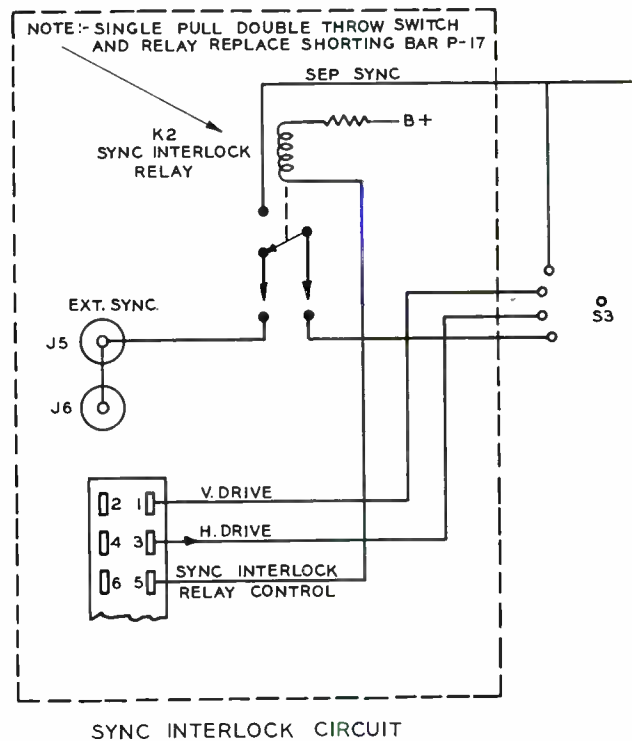 NOTE:- SINGLE PULL DOUBLE THROW SWITCH
AND RELAY REPLACE SHORTING BAR P-17
SEP SYNC
K2
SYNC INTERLOCK
RELAY
B+
EXT. SYNC.
J5
J6
S3
2 1
V. DRIVE
4 3
H. DRIVE
6 5
SYNC INTERLOCK
RELAY CONTROL
SYNC INTERLOCK CIRCUIT